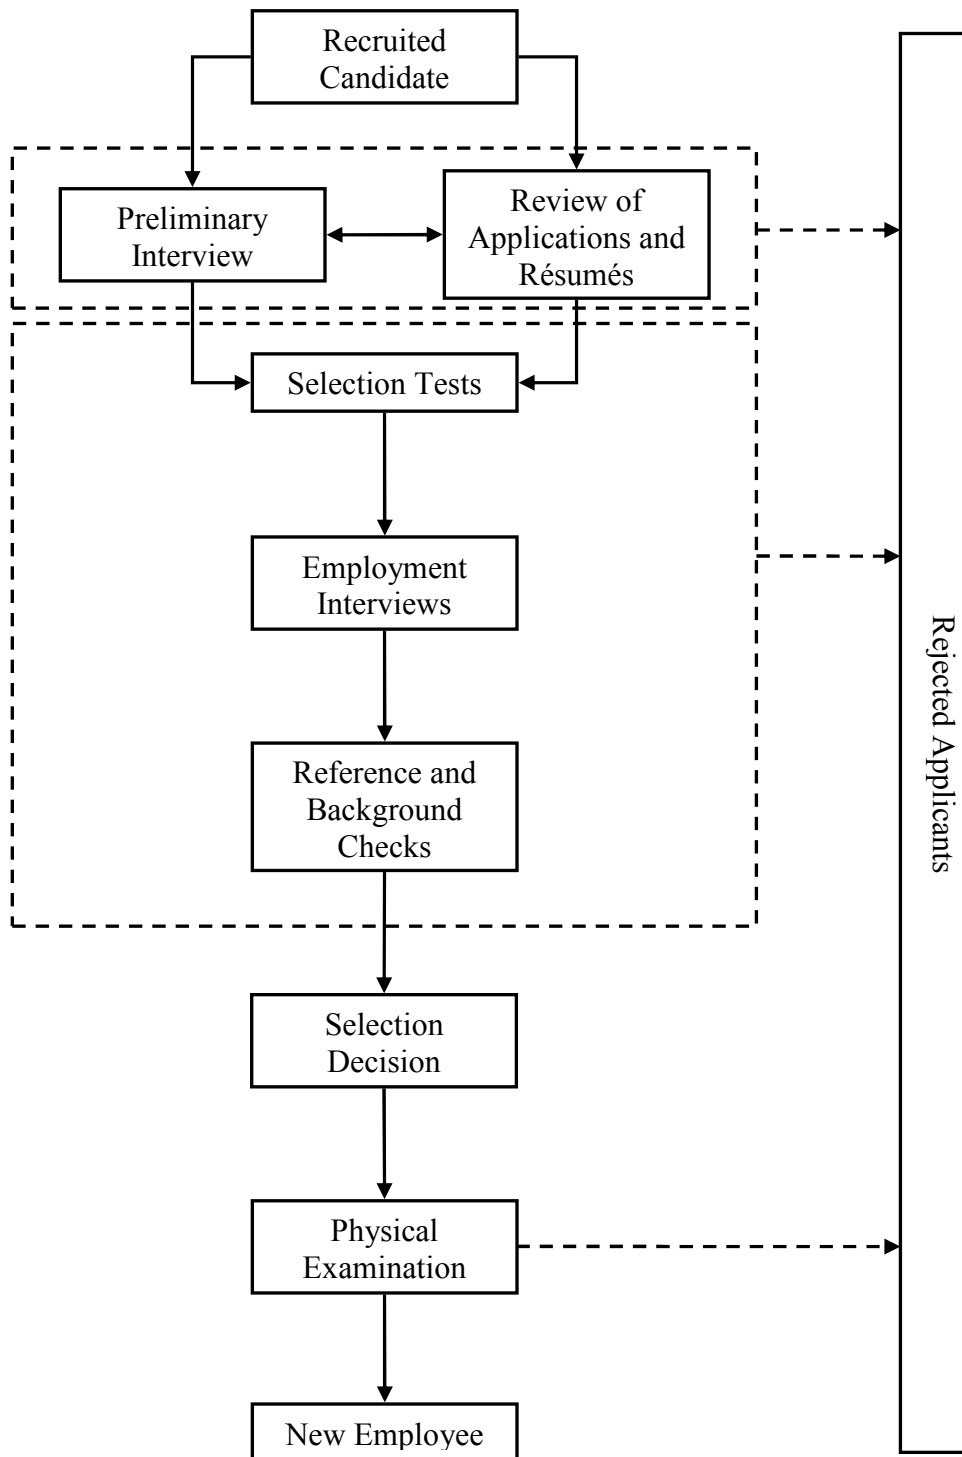 Recruited
Candidate
Preliminary
Interview
Review of
Applications and
Résumés
Selection Tests
Employment
Interviews
Reference and
Background
Checks
Selection
Decision
Physical
Examination
New Employee
Rejected Applicants